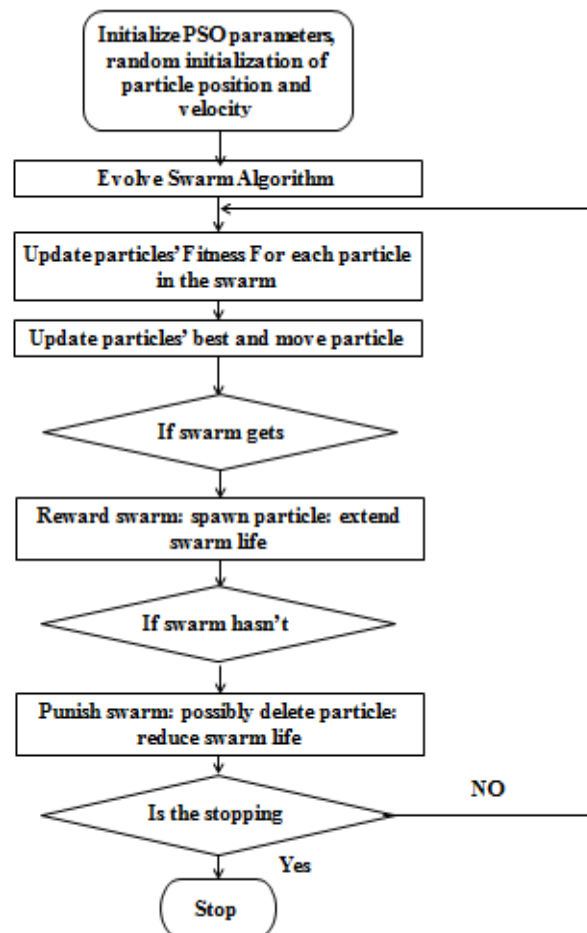 Initialize PSO parameters,
random initialization of
particle position and
velocity
Evolve Swarm Algorithm
Update particles' Fitness For each particle
in the swarm
Update particles' best and move particle
If swarm gets
Reward swarm: spawn particle: extend
swarm life
If swarm hasn't
Punish swarm: possibly delete particle:
reduce swarm life
Is the stopping
NO
Yes
Stop